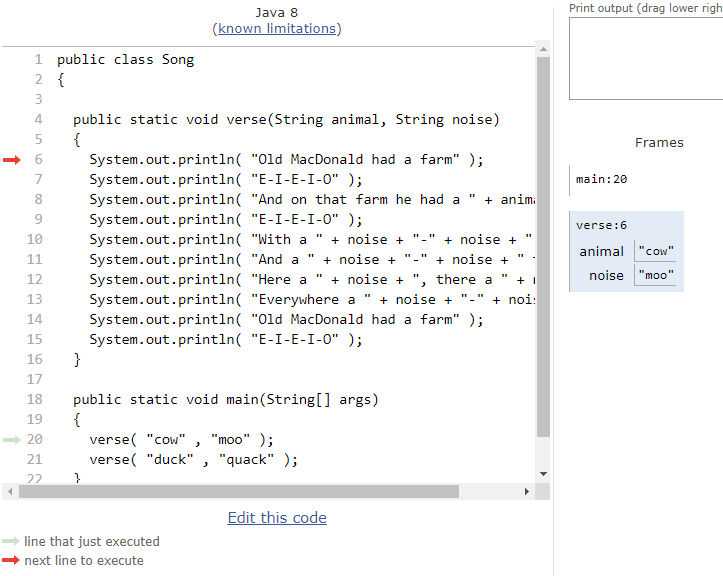 Java 8
(known limitations)
1 public class Song
2 {
3
4 public static void verse(String animal, String noise)
5 {
6 System.out.println( "Old MacDonald had a farm" );
7 System.out.println( "E-I-E-I-O" );
8 System.out.println( "And on that farm he had a " + anima
9 System.out.println( "E-I-E-I-O" );
10 System.out.println( "With a " + noise + "-" + noise + "
11 System.out.println( "And a " + noise + "-" + noise + "
12 System.out.println( "Here a " + noise + ", there a " +
13 System.out.println( "Everywhere a " + noise + "-" + nois
14 System.out.println( "Old MacDonald had a farm" );
15 System.out.println( "E-I-E-I-O" );
16 }
17
18 public static void main(String[] args)
19 {
20 verse( "cow" , "moo" );
21 verse( "duck" , "quack" );
22 }
Edit this code
line that just executed
next line to execute
Print output (drag lower righ
Frames
main:20
verse:6
animal "cow"
noise "moo"